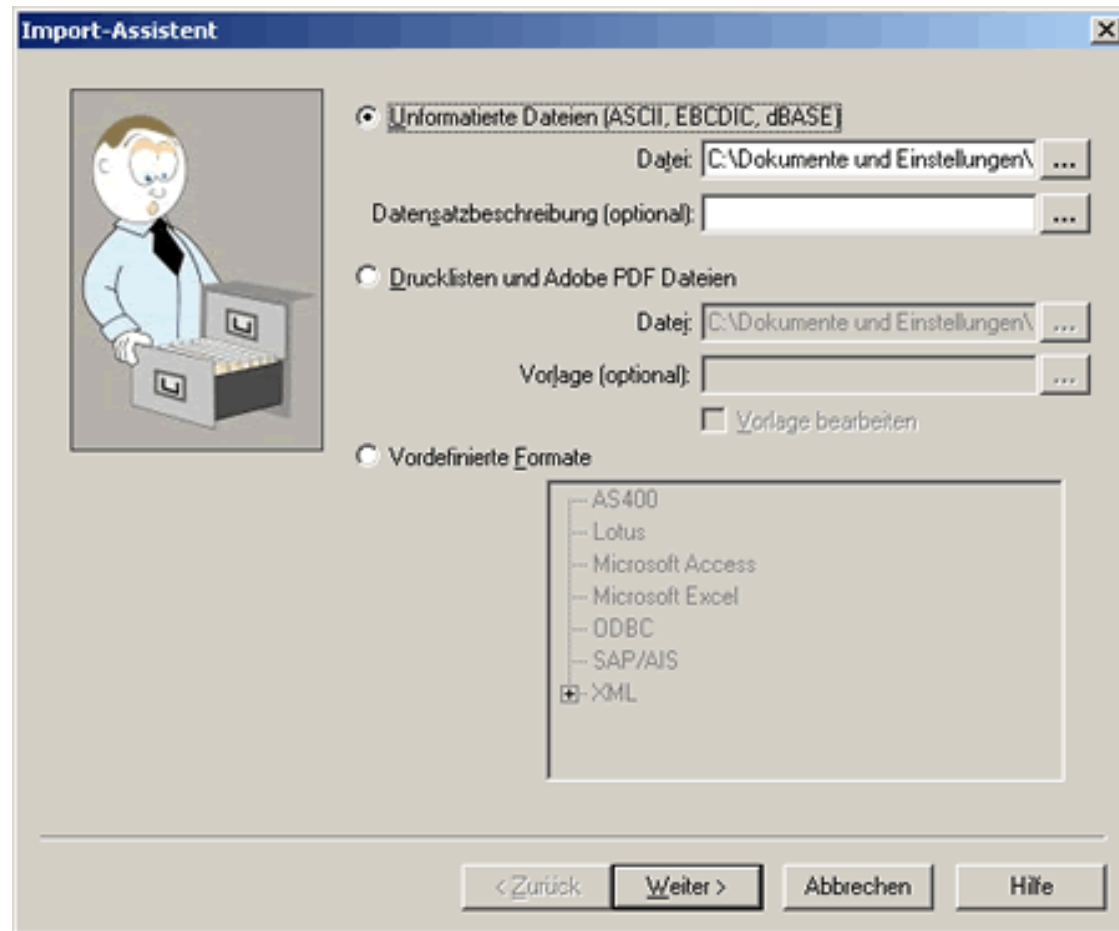 Import-Assistent
Unformatierte Dateien (ASCII, EBCDIC, dBASE)
Datei: C:\Dokumente und Einstellungen\ ...
Datensatzbeschreibung (optional): ...
Drucklisten und Adobe PDF Dateien
Datei: C:\Dokumente und Einstellungen\ ...
Vorlage (optional): ...
Vorlage bearbeiten
Vordefinierte Formate
AS400
Lotus
Microsoft Access
Microsoft Excel
ODBC
SAP/AIS
XML
< Zurück Weiter > Abbrechen Hilfe